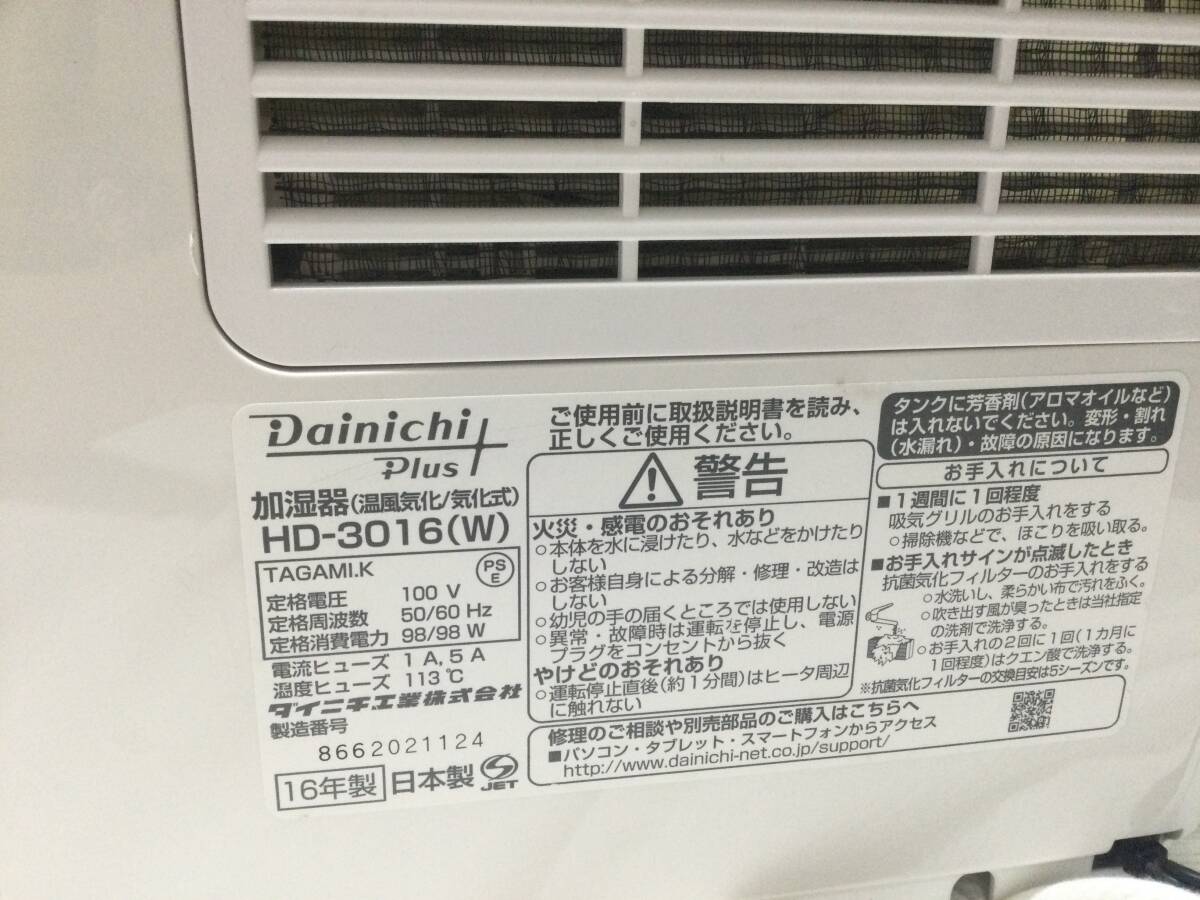 Dainichi
Plus
加湿器(温風気化/気化式)
HD-3016(W)
TAGAMI.K
PS
E
定格電圧 100 V
定格周波数 50/60 Hz
定格消費電力 98/98 W
電流ヒューズ 1 A, 5 A
温度ヒューズ 113℃
ダイニチ工業株式会社
製造番号
8662021124
16年製 日本製
JET
ご使用前に取扱説明書を読み、
正しくご使用ください。
警告
火災・感電のおそれあり
○本体を水に浸けたり、水などをかけたり
しない
○お客様自身による分解・修理・改造は
しない
○幼児の手の届くところでは使用しない
○異常・故障時は運転を停止し、電源
プラグをコンセントから抜く
やけどのおそれあり
○運転停止直後(約1分間)はヒータ周辺
に触れない
タンクに芳香剤(アロマオイルなど)
は入れないでください。変形・割れ
(水漏れ)・故障の原因になります。
お手入れについて
■1週間に1回程度
吸気グリルのお手入れをする
○掃除機などで、ほこりを吸い取る。
■お手入れサインが点滅したとき
抗菌気化フィルターのお手入れをする
○水洗いし、柔らかい布で汚れをふく。
○吹き出す風が臭ったときは当社指定
の洗剤で洗浄する。
○お手入れの2回に1回(1カ月に
1回程度)はクエン酸で洗浄する。
※抗菌気化フィルターの交換目安は5シーズンです。
修理のご相談や別売部品のご購入はこちらへ
■パソコン・タブレット・スマートフォンからアクセス
http://www.dainichi-net.co.jp/support/